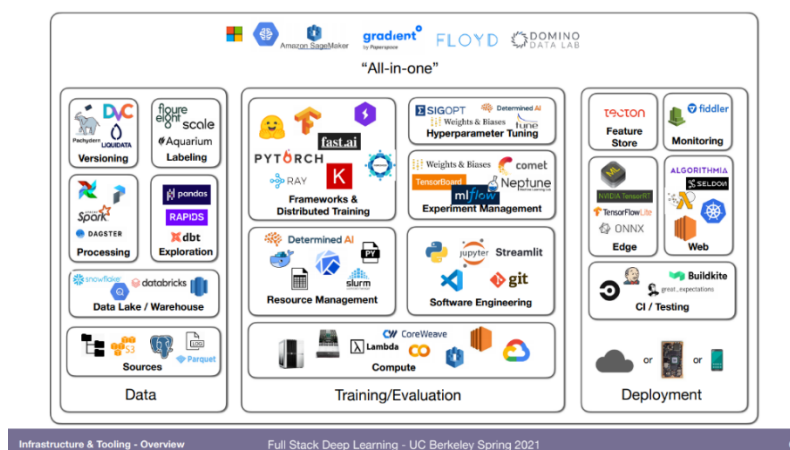 Amazon SageMaker
gradient
by Paperspace
FLOYD
DOMINO
DATA LAB
“All-in-one”
DVC
Pachyderm
LIQUIDATA
Versioning
figure
eight
scale
Aquarium
Labeling
Spark
DAGSTER
Processing
pandas
RAPIDS
dbt
Exploration
snowflake
databricks
Data Lake / Warehouse
S3
LOG
Parquet
Sources
Data
fast.ai
PYTORCH
RAY
K
Frameworks &
Distributed Training
SIGOPT
Determined AI
Weights & Biases
tune
Hyperparameter Tuning
Weights & Biases
comet
TensorBoard
Neptune
mlflow
Experiment Management
Determined AI
PY
slurm
Resource Management
jupyter
Streamlit
git
Software Engineering
CoreWeave
Lambda
Compute
Training/Evaluation
tecton
Feature
Store
fiddler
Monitoring
NVIDIA TensorRT
TensorFlowLite
ONNX
Edge
ALGORITHMIA
SELDON
Web
Buildkite
great_expectations
CI / Testing
or
or
Deployment
Infrastructure & Tooling - Overview
Full Stack Deep Learning - UC Berkeley Spring 2021